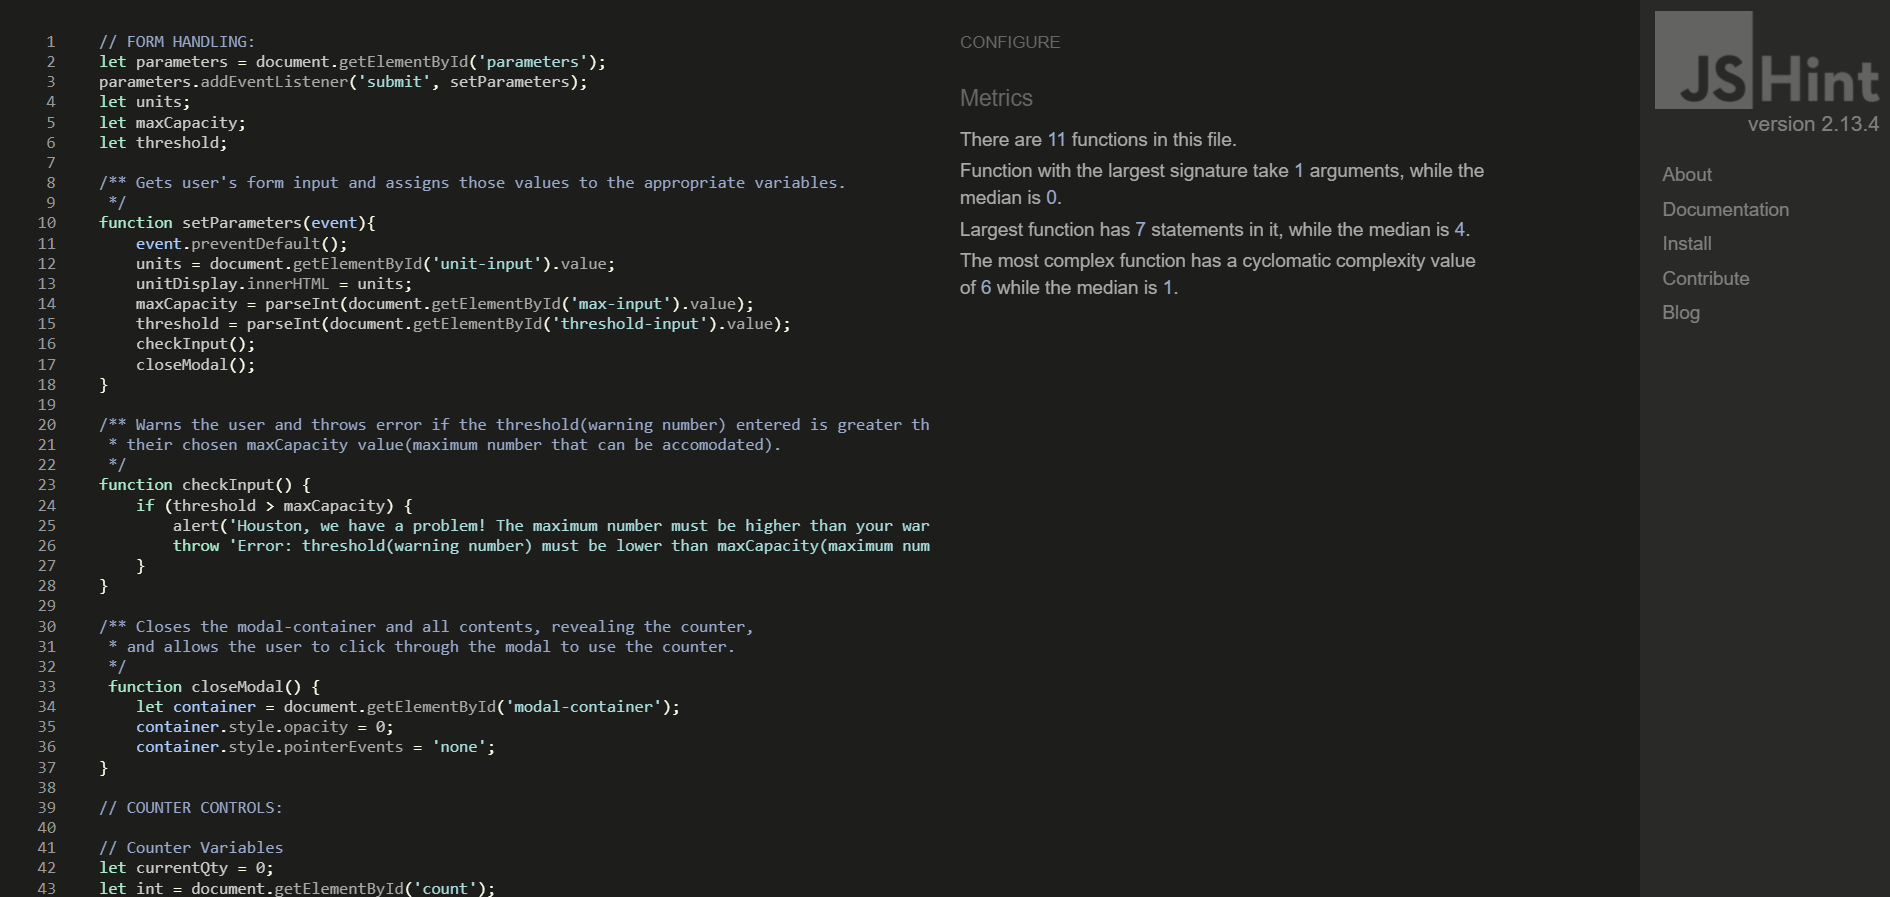 1 // FORM HANDLING:
2 let parameters = document.getElementById('parameters');
3 parameters.addEventListener('submit', setParameters);
4 let units;
5 let maxCapacity;
6 let threshold;
7
8 /** Gets user's form input and assigns those values to the appropriate variables.
9 */
10 function setParameters(event){
11 event.preventDefault();
12 units = document.getElementById('unit-input').value;
13 unitDisplay.innerHTML = units;
14 maxCapacity = parseInt(document.getElementById('max-input').value);
15 threshold = parseInt(document.getElementById('threshold-input').value);
16 checkInput();
17 closeModal();
18 }
19
20 /** Warns the user and throws error if the threshold(warning number) entered is greater th
21 * their chosen maxCapacity value(maximum number that can be accomodated).
22 */
23 function checkInput() {
24 if (threshold > maxCapacity) {
25 alert('Houston, we have a problem! The maximum number must be higher than your war
26 throw 'Error: threshold(warning number) must be lower than maxCapacity(maximum num
27 }
28 }
29
30 /** Closes the modal-container and all contents, revealing the counter,
31 * and allows the user to click through the modal to use the counter.
32 */
33 function closeModal() {
34 let container = document.getElementById('modal-container');
35 container.style.opacity = 0;
36 container.style.pointerEvents = 'none';
37 }
38
39 // COUNTER CONTROLS:
40
41 // Counter Variables
42 let currentQty = 0;
43 let int = document.getElementById('count');
CONFIGURE
Metrics
There are 11 functions in this file.
Function with the largest signature take 1 arguments, while the
median is 0.
Largest function has 7 statements in it, while the median is 4.
The most complex function has a cyclomatic complexity value
of 6 while the median is 1.
JSHint
version 2.13.4
About
Documentation
Install
Contribute
Blog